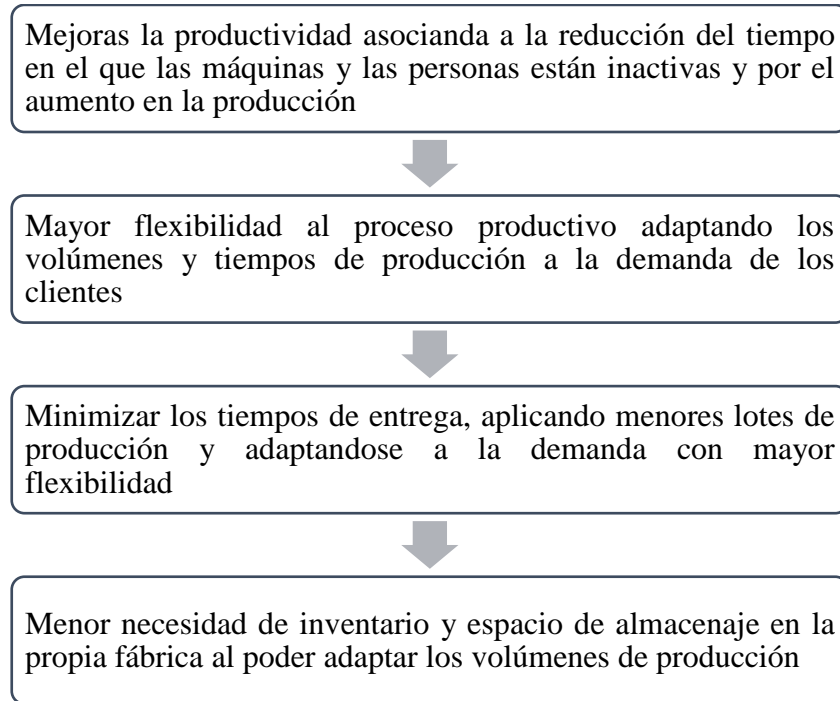 Mejoras la productividad asocianda a la reducción del tiempo
en el que las máquinas y las personas están inactivas y por el
aumento en la producción
Mayor flexibilidad al proceso productivo adaptando los
volúmenes y tiempos de producción a la demanda de los
clientes
Minimizar los tiempos de entrega, aplicando menores lotes de
producción y adaptandose a la demanda con mayor
flexibilidad
Menor necesidad de inventario y espacio de almacenaje en la
propia fábrica al poder adaptar los volúmenes de producción